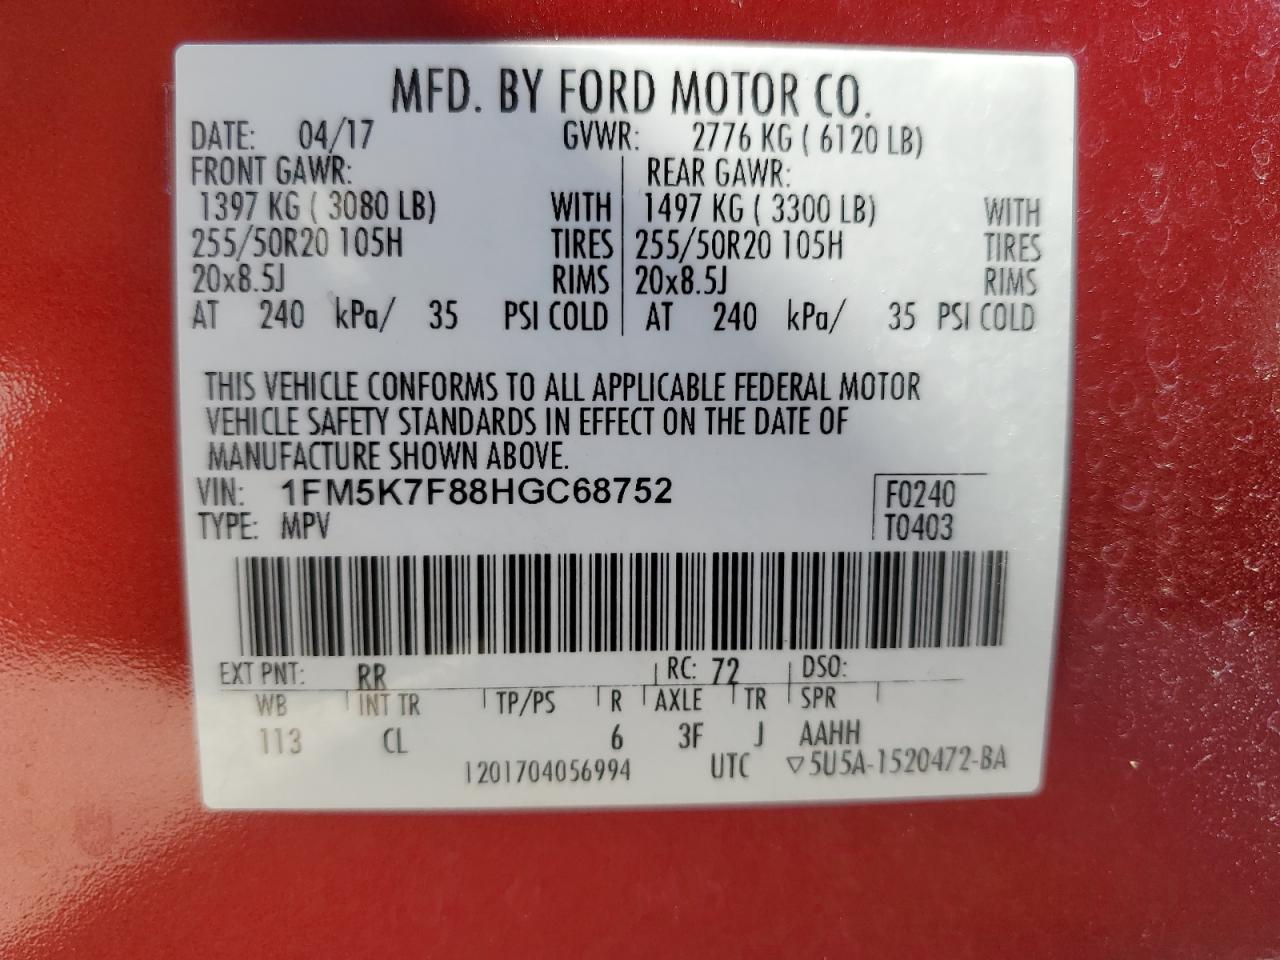 MFD. BY FORD MOTOR CO.
DATE: 04/17 GVWR: 2776 KG ( 6120 LB)
FRONT GAWR: REAR GAWR:
1397 KG ( 3080 LB) WITH 1497 KG ( 3300 LB) WITH
255/50R20 105H TIRES 255/50R20 105H TIRES
20x8.5J RIMS 20x8.5J RIMS
AT 240 kPa/ 35 PSI COLD AT 240 kPa/ 35 PSI COLD
THIS VEHICLE CONFORMS TO ALL APPLICABLE FEDERAL MOTOR
VEHICLE SAFETY STANDARDS IN EFFECT ON THE DATE OF
MANUFACTURE SHOWN ABOVE.
VIN: 1FM5K7F88HGC68752 F0240
TYPE: MPV T0403
EXT PNT: RR RC: 72 DSO:
WB INT TR TP/PS R AXLE TR SPR
113 CL 6 3F J AAHH
1201704056994 UTC ▽5U5A-1520472-BA